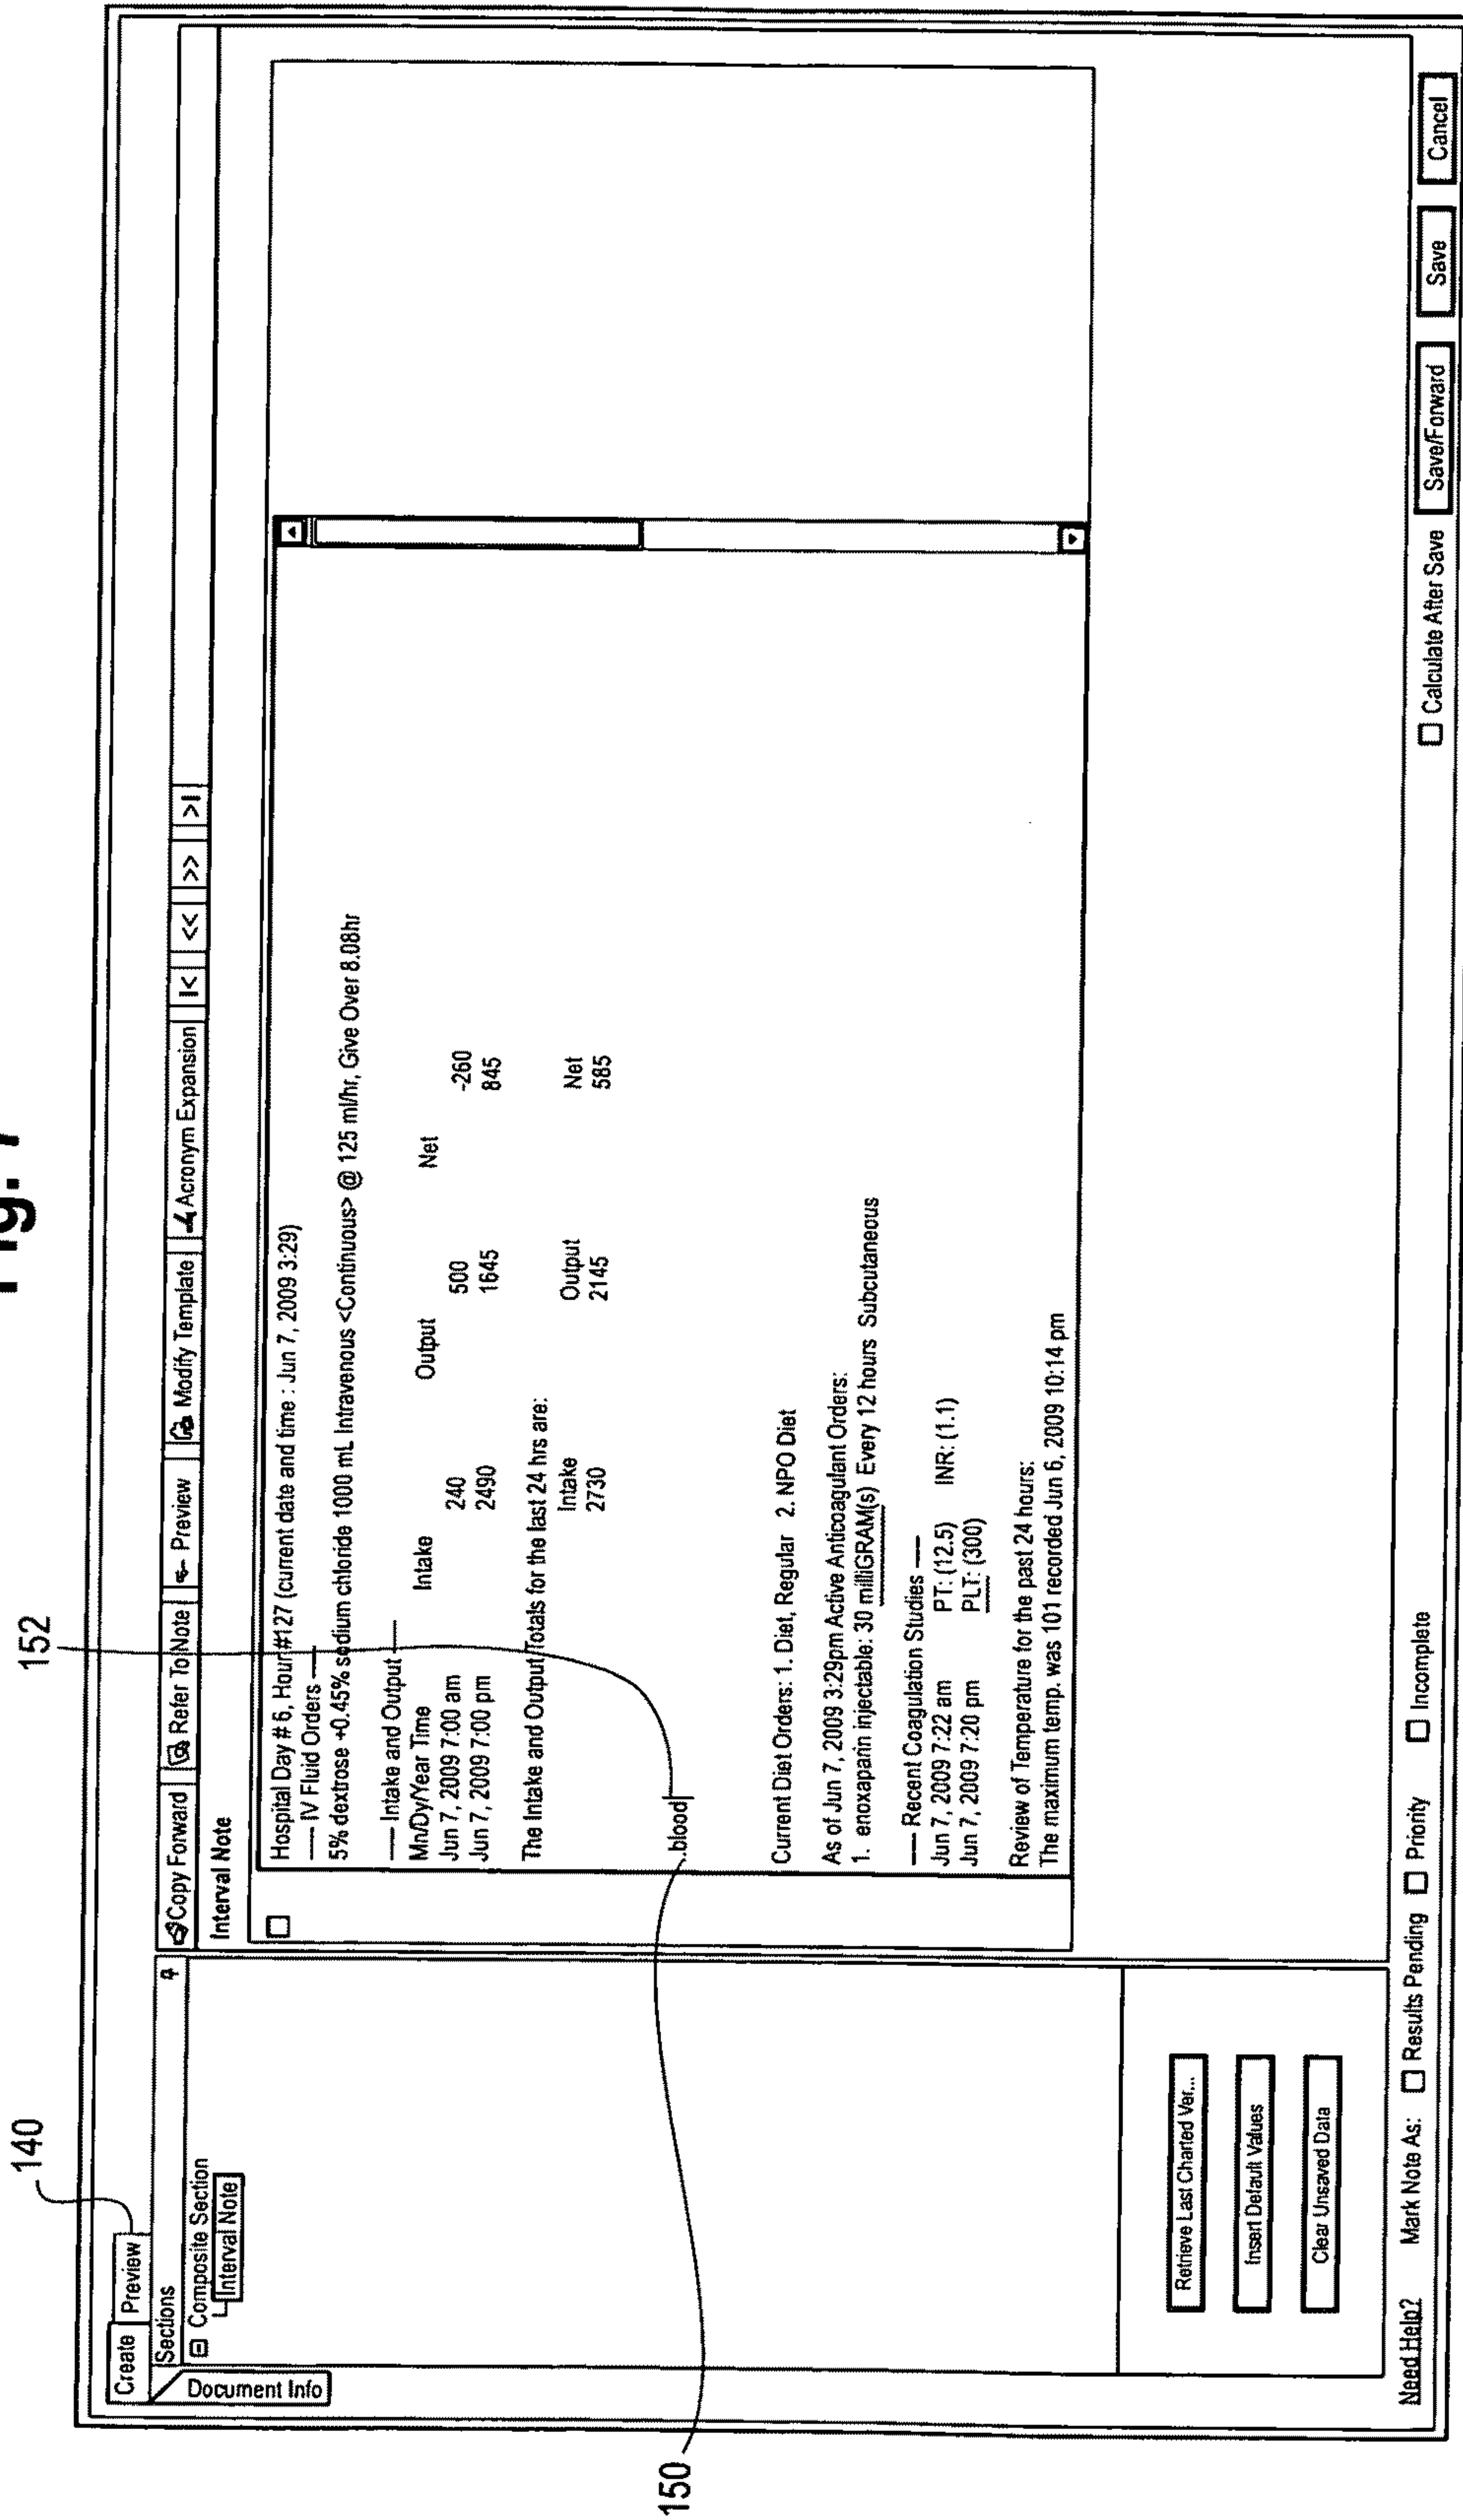 Fig. 7
140
152
150
Create Preview
Document Info
Sections
Composite Section
Interval Note
Retrieve Last Charted Ver...
Insert Default Values
Clear Unsaved Data
Copy Forward Refer To Note Preview Modify Template Acronym Expansion |< << >> >|
Interval Note
Hospital Day # 6, Hour#127 (current date and time : Jun 7, 2009 3:29)
---- IV Fluid Orders ----
5% dextrose +0.45% sedium chloride 1000 mL Intravenous <Continuous> @ 125 ml/hr, Give Over 8.08hr
---- Intake and Output ----
Mn/Dy/Year Time Intake Output Net
Jun 7, 2009 7:00 am 240 500 -260
Jun 7, 2009 7:00 pm 2490 1645 845
The Intake and Output Totals for the last 24 hrs are:
Intake Output Net
2730 2145 585
.blood|
Current Diet Orders: 1. Diet, Regular 2. NPO Diet
As of Jun 7, 2009 3:29pm Active Anticoagulant Orders:
1. enoxaparin injectable: 30 milliGRAM(s) Every 12 hours Subcutaneous
---- Recent Coagulation Studies ----
Jun 7, 2009 7:22 am PT: (12.5) INR: (1.1)
Jun 7, 2009 7:20 pm PLT: (300)
Review of Temperature for the past 24 hours:
The maximum temp. was 101 recorded Jun 6, 2009 10:14 pm
Need Help? Mark Note As: Results Pending Priority Incomplete Calculate After Save Save/Forward Save Cancel